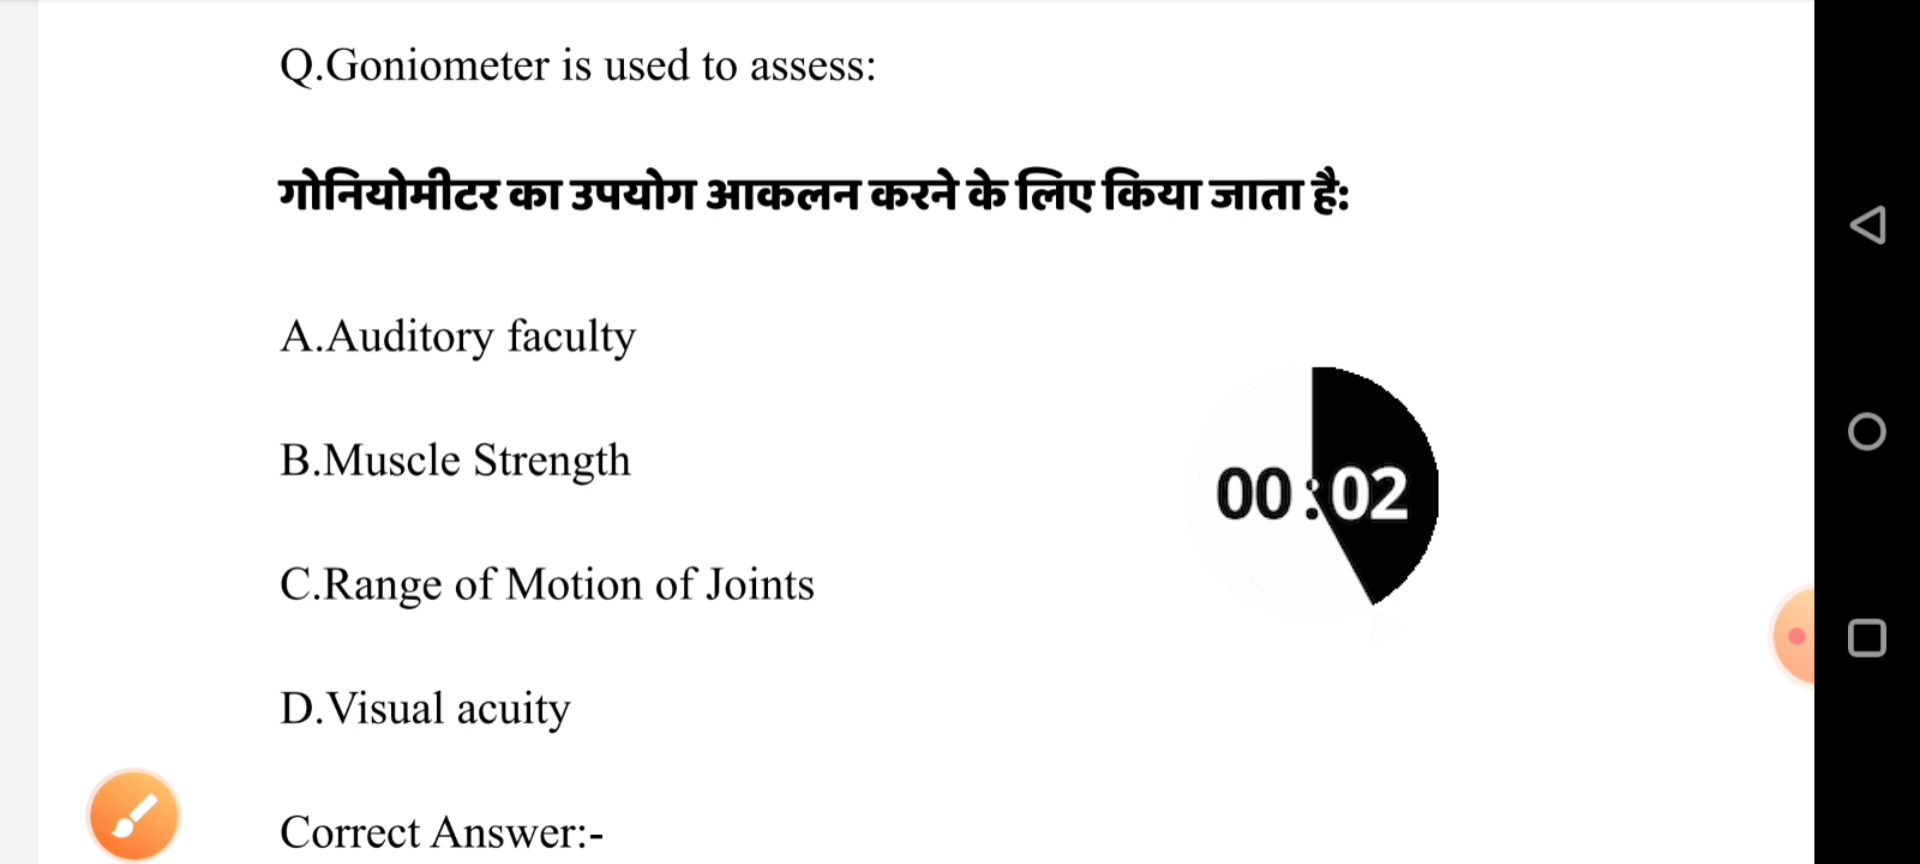 Q.Goniometer is used to assess:
गोनियोमीटर का उपयोग आकलन करने के लिए किया जाता है:
A.Auditory faculty
B.Muscle Strength
00:02
C.Range of Motion of Joints
D.Visual acuity
Correct Answer:-